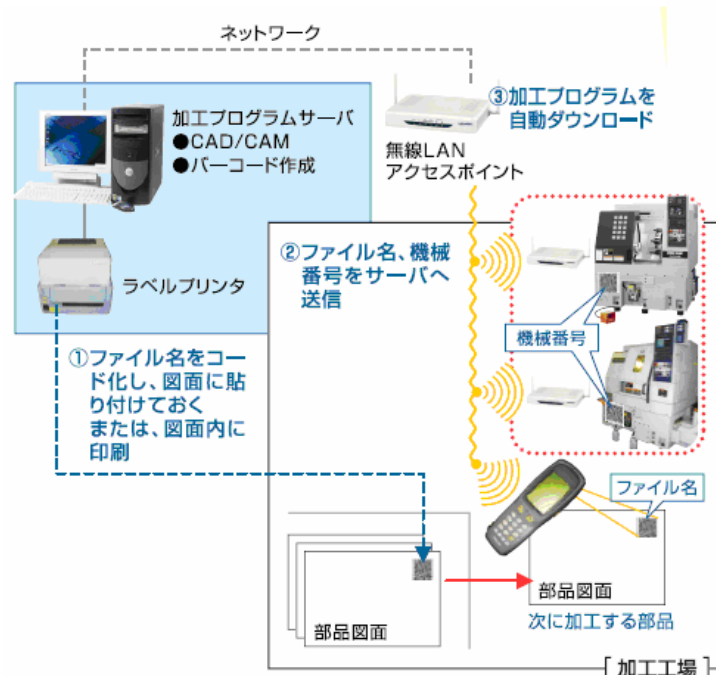 ネットワーク
加工プログラムサーバ
●CAD/CAM
●バーコード作成
ラベルプリンタ
③加工プログラムを
自動ダウンロード
無線LAN
アクセスポイント
②ファイル名、機械
番号をサーバへ
送信
機械番号
①ファイル名をコー
ド化し、図面に貼
り付けておく
または、図面内に
印刷
ファイル名
部品図面
次に加工する部品
部品図面
[加工工場]